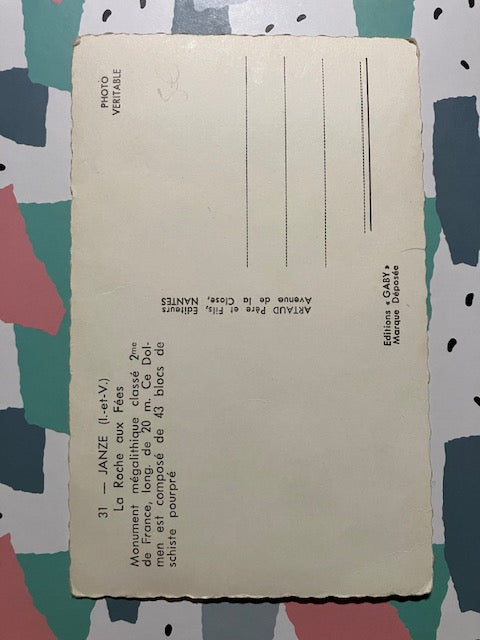 31 — JANZE (I.-et-V.)
La Roche aux Fées
Monument mégalithique classé 2me
de France, long. de 20 m. Ce Dol-
men est composé de 43 blocs de
schiste pourpré
ARTAUD Père et Fils, Éditeurs
Avenue de la Close, NANTES
PHOTO
VÉRITABLE
Editions « GABY »
Marque Déposée